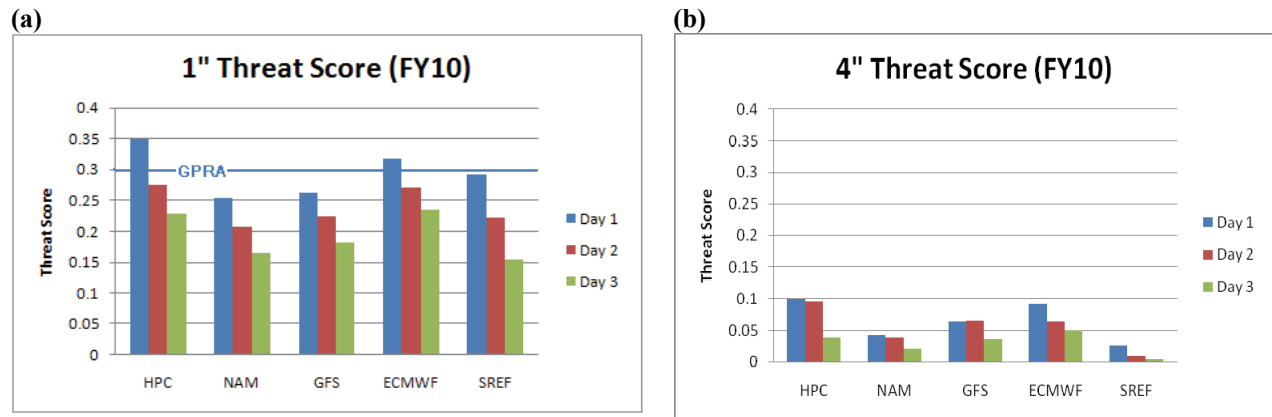 (a)
1" Threat Score (FY10)
Threat Score
0.4
0.35
0.3
0.25
0.2
0.15
0.1
0.05
0
GPRA
HPC NAM GFS ECMWF SREF
Day 1
Day 2
Day 3
(b)
4" Threat Score (FY10)
Threat Score
0.4
0.35
0.3
0.25
0.2
0.15
0.1
0.05
0
HPC NAM GFS ECMWF SREF
Day 1
Day 2
Day 3